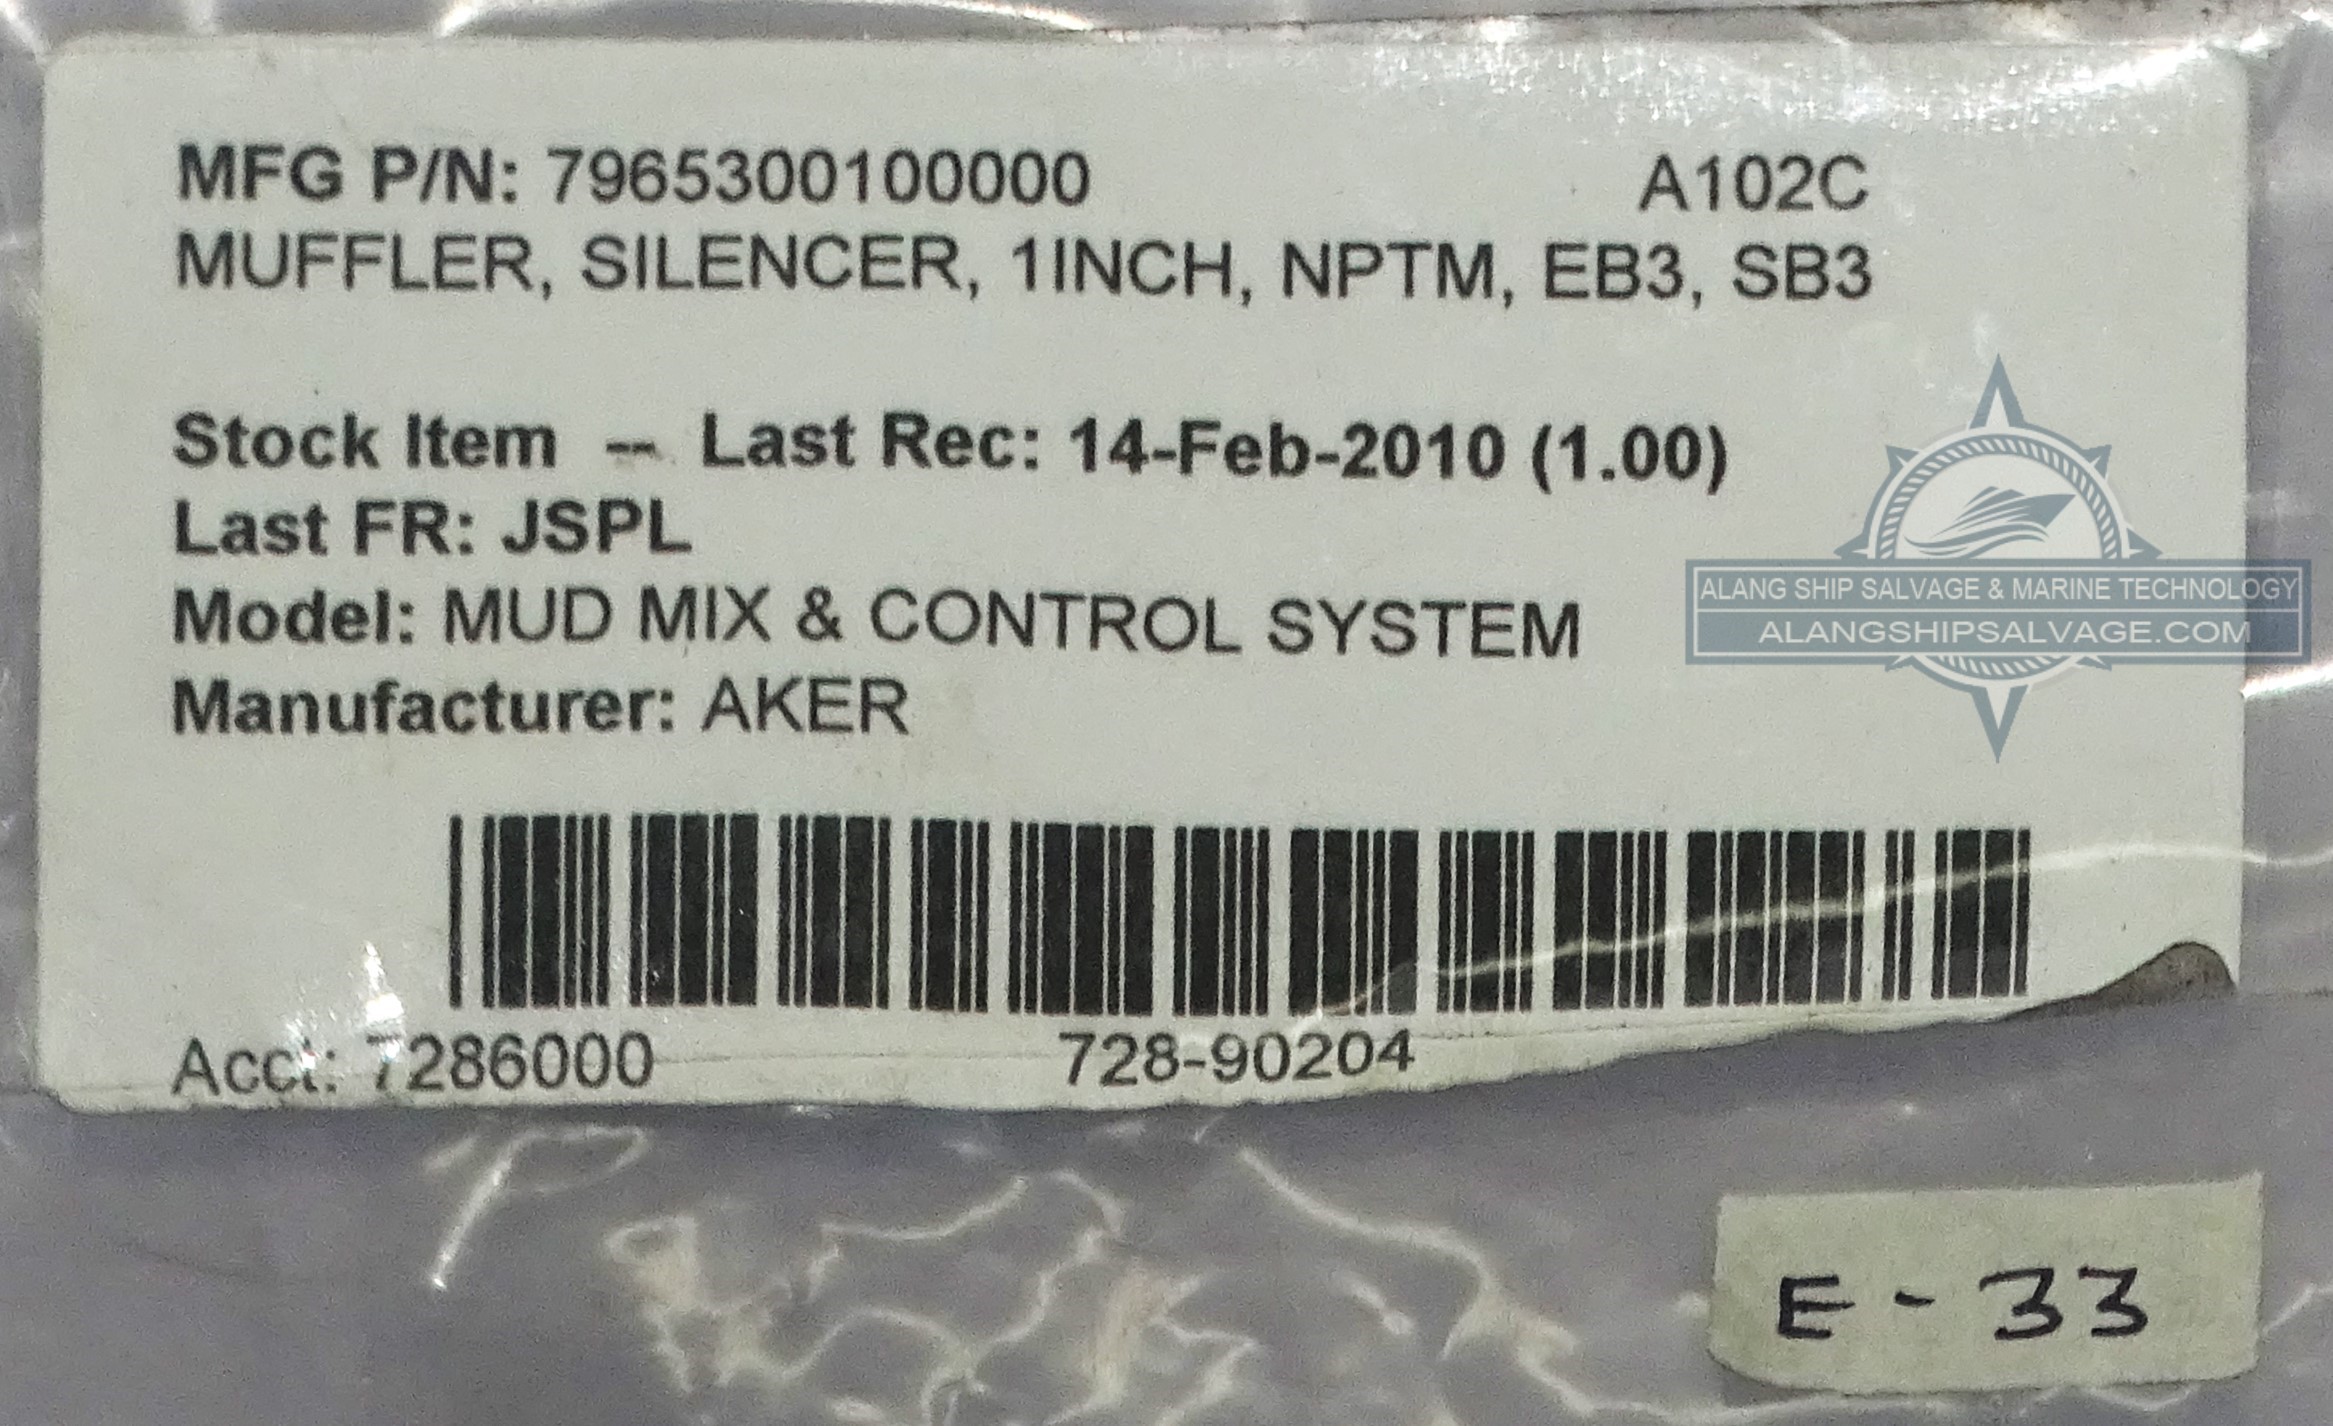 MFG P/N: 7965300100000 A102C
MUFFLER, SILENCER, 1INCH, NPTM, EB3, SB3
Stock Item -- Last Rec: 14-Feb-2010 (1.00)
Last FR: JSPL
Model: MUD MIX & CONTROL SYSTEM
Manufacturer: AKER
ALANG SHIP SALVAGE & MARINE TECHNOLOGY
ALANGSHIPSALVAGE.COM
Acct: 7286000 728-90204
E-33